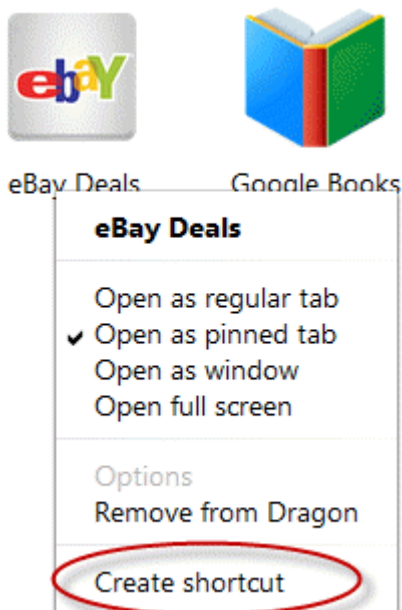 ebaY
eBay Deals
Google Books
eBay Deals
Open as regular tab
Open as pinned tab
Open as window
Open full screen
Options
Remove from Dragon
Create shortcut